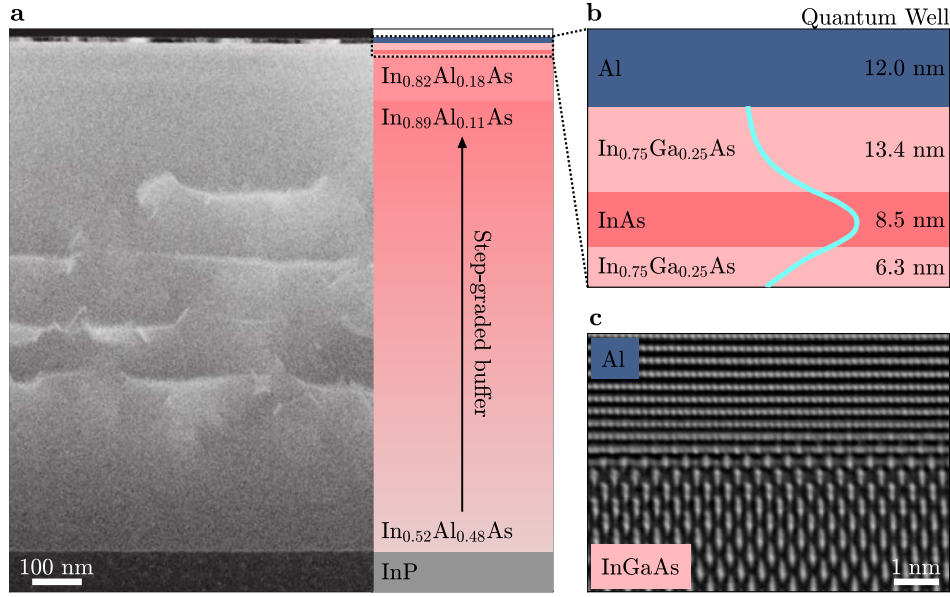 a
In₀.₈₂Al₀.₁₈As
In₀.₈₉Al₀.₁₁As
Step-graded buffer
In₀.₅₂Al₀.₄₈As
InP
100 nm
b
Quantum Well
Al 12.0 nm
In₀.₇₅Ga₀.₂₅As 13.4 nm
InAs 8.5 nm
In₀.₇₅Ga₀.₂₅As 6.3 nm
c
Al
InGaAs
1 nm